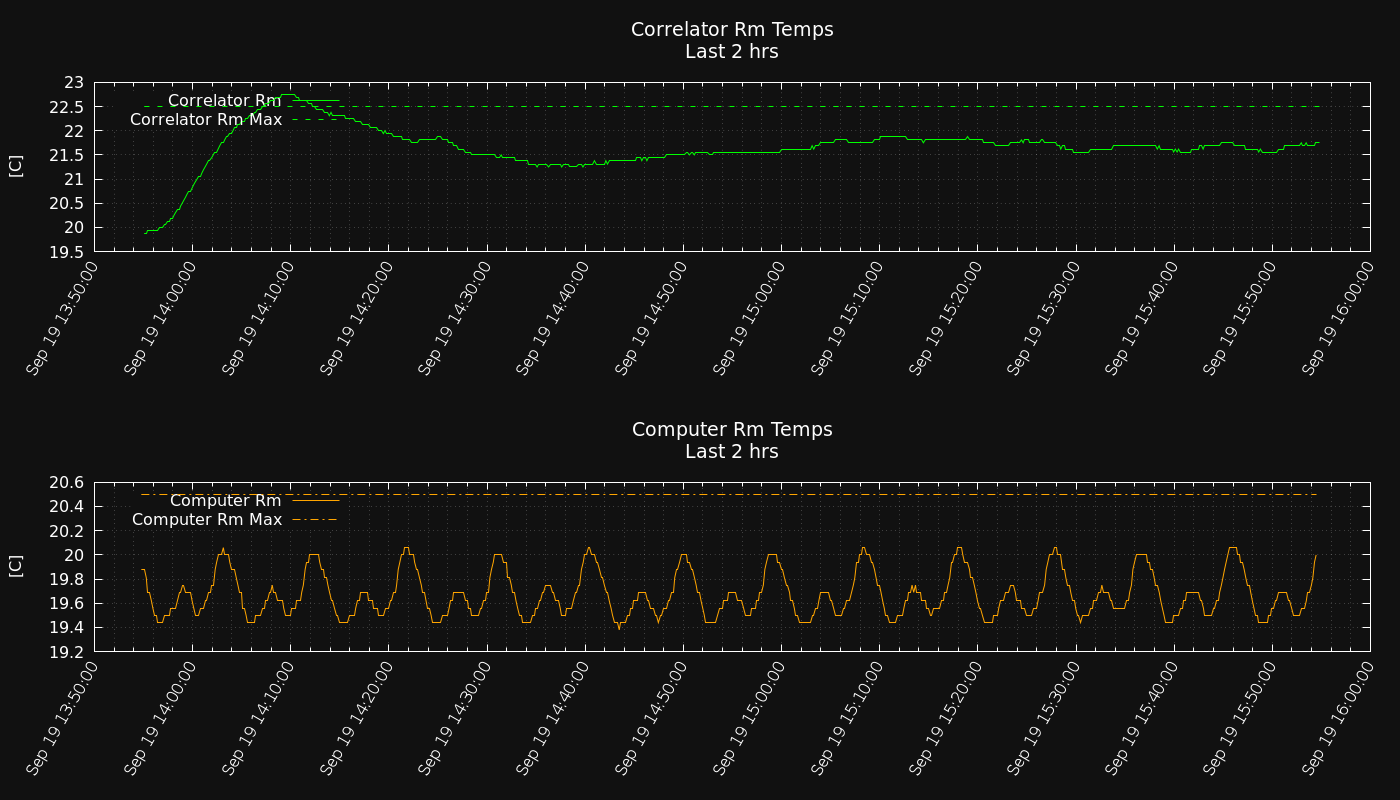 Correlator Rm Temps
Last 2 hrs
[C]
23
22.5
22
21.5
21
20.5
20
19.5
Correlator Rm
Correlator Rm Max
Sep 19 13:50:00
Sep 19 14:00:00
Sep 19 14:10:00
Sep 19 14:20:00
Sep 19 14:30:00
Sep 19 14:40:00
Sep 19 14:50:00
Sep 19 15:00:00
Sep 19 15:10:00
Sep 19 15:20:00
Sep 19 15:30:00
Sep 19 15:40:00
Sep 19 15:50:00
Sep 19 16:00:00
Computer Rm Temps
Last 2 hrs
[C]
20.6
20.4
20.2
20
19.8
19.6
19.4
19.2
Computer Rm
Computer Rm Max
Sep 19 13:50:00
Sep 19 14:00:00
Sep 19 14:10:00
Sep 19 14:20:00
Sep 19 14:30:00
Sep 19 14:40:00
Sep 19 14:50:00
Sep 19 15:00:00
Sep 19 15:10:00
Sep 19 15:20:00
Sep 19 15:30:00
Sep 19 15:40:00
Sep 19 15:50:00
Sep 19 16:00:00